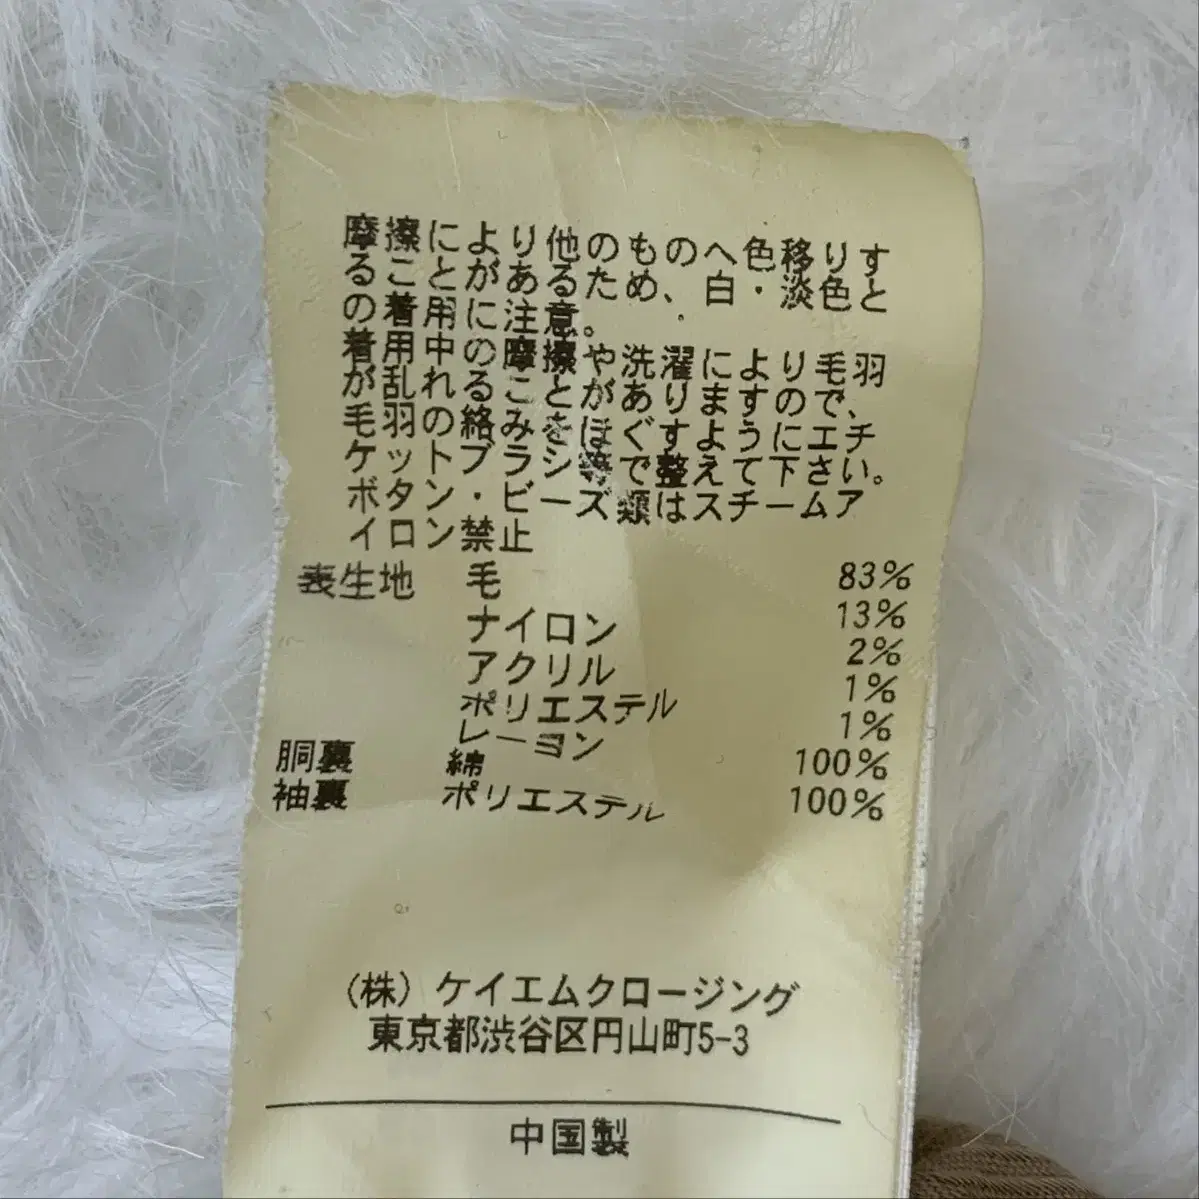 摩擦により他のものへ色移りす
ることがあるため、白・淡色と
の着用に注意。
着用中の摩擦や洗濯により毛羽
が乱れることがありますので、
毛羽の絡みをほぐすようにエチ
ケットブラシ等で整えて下さい。
ボタン・ビーズ類はスチームア
イロン禁止
表生地 毛 83%
ナイロン 13%
アクリル 2%
ポリエステル 1%
レーヨン 1%
胴裏 綿 100%
袖裏 ポリエステル 100%
(株)ケイエムクロージング
東京都渋谷区円山町5-3
中国製